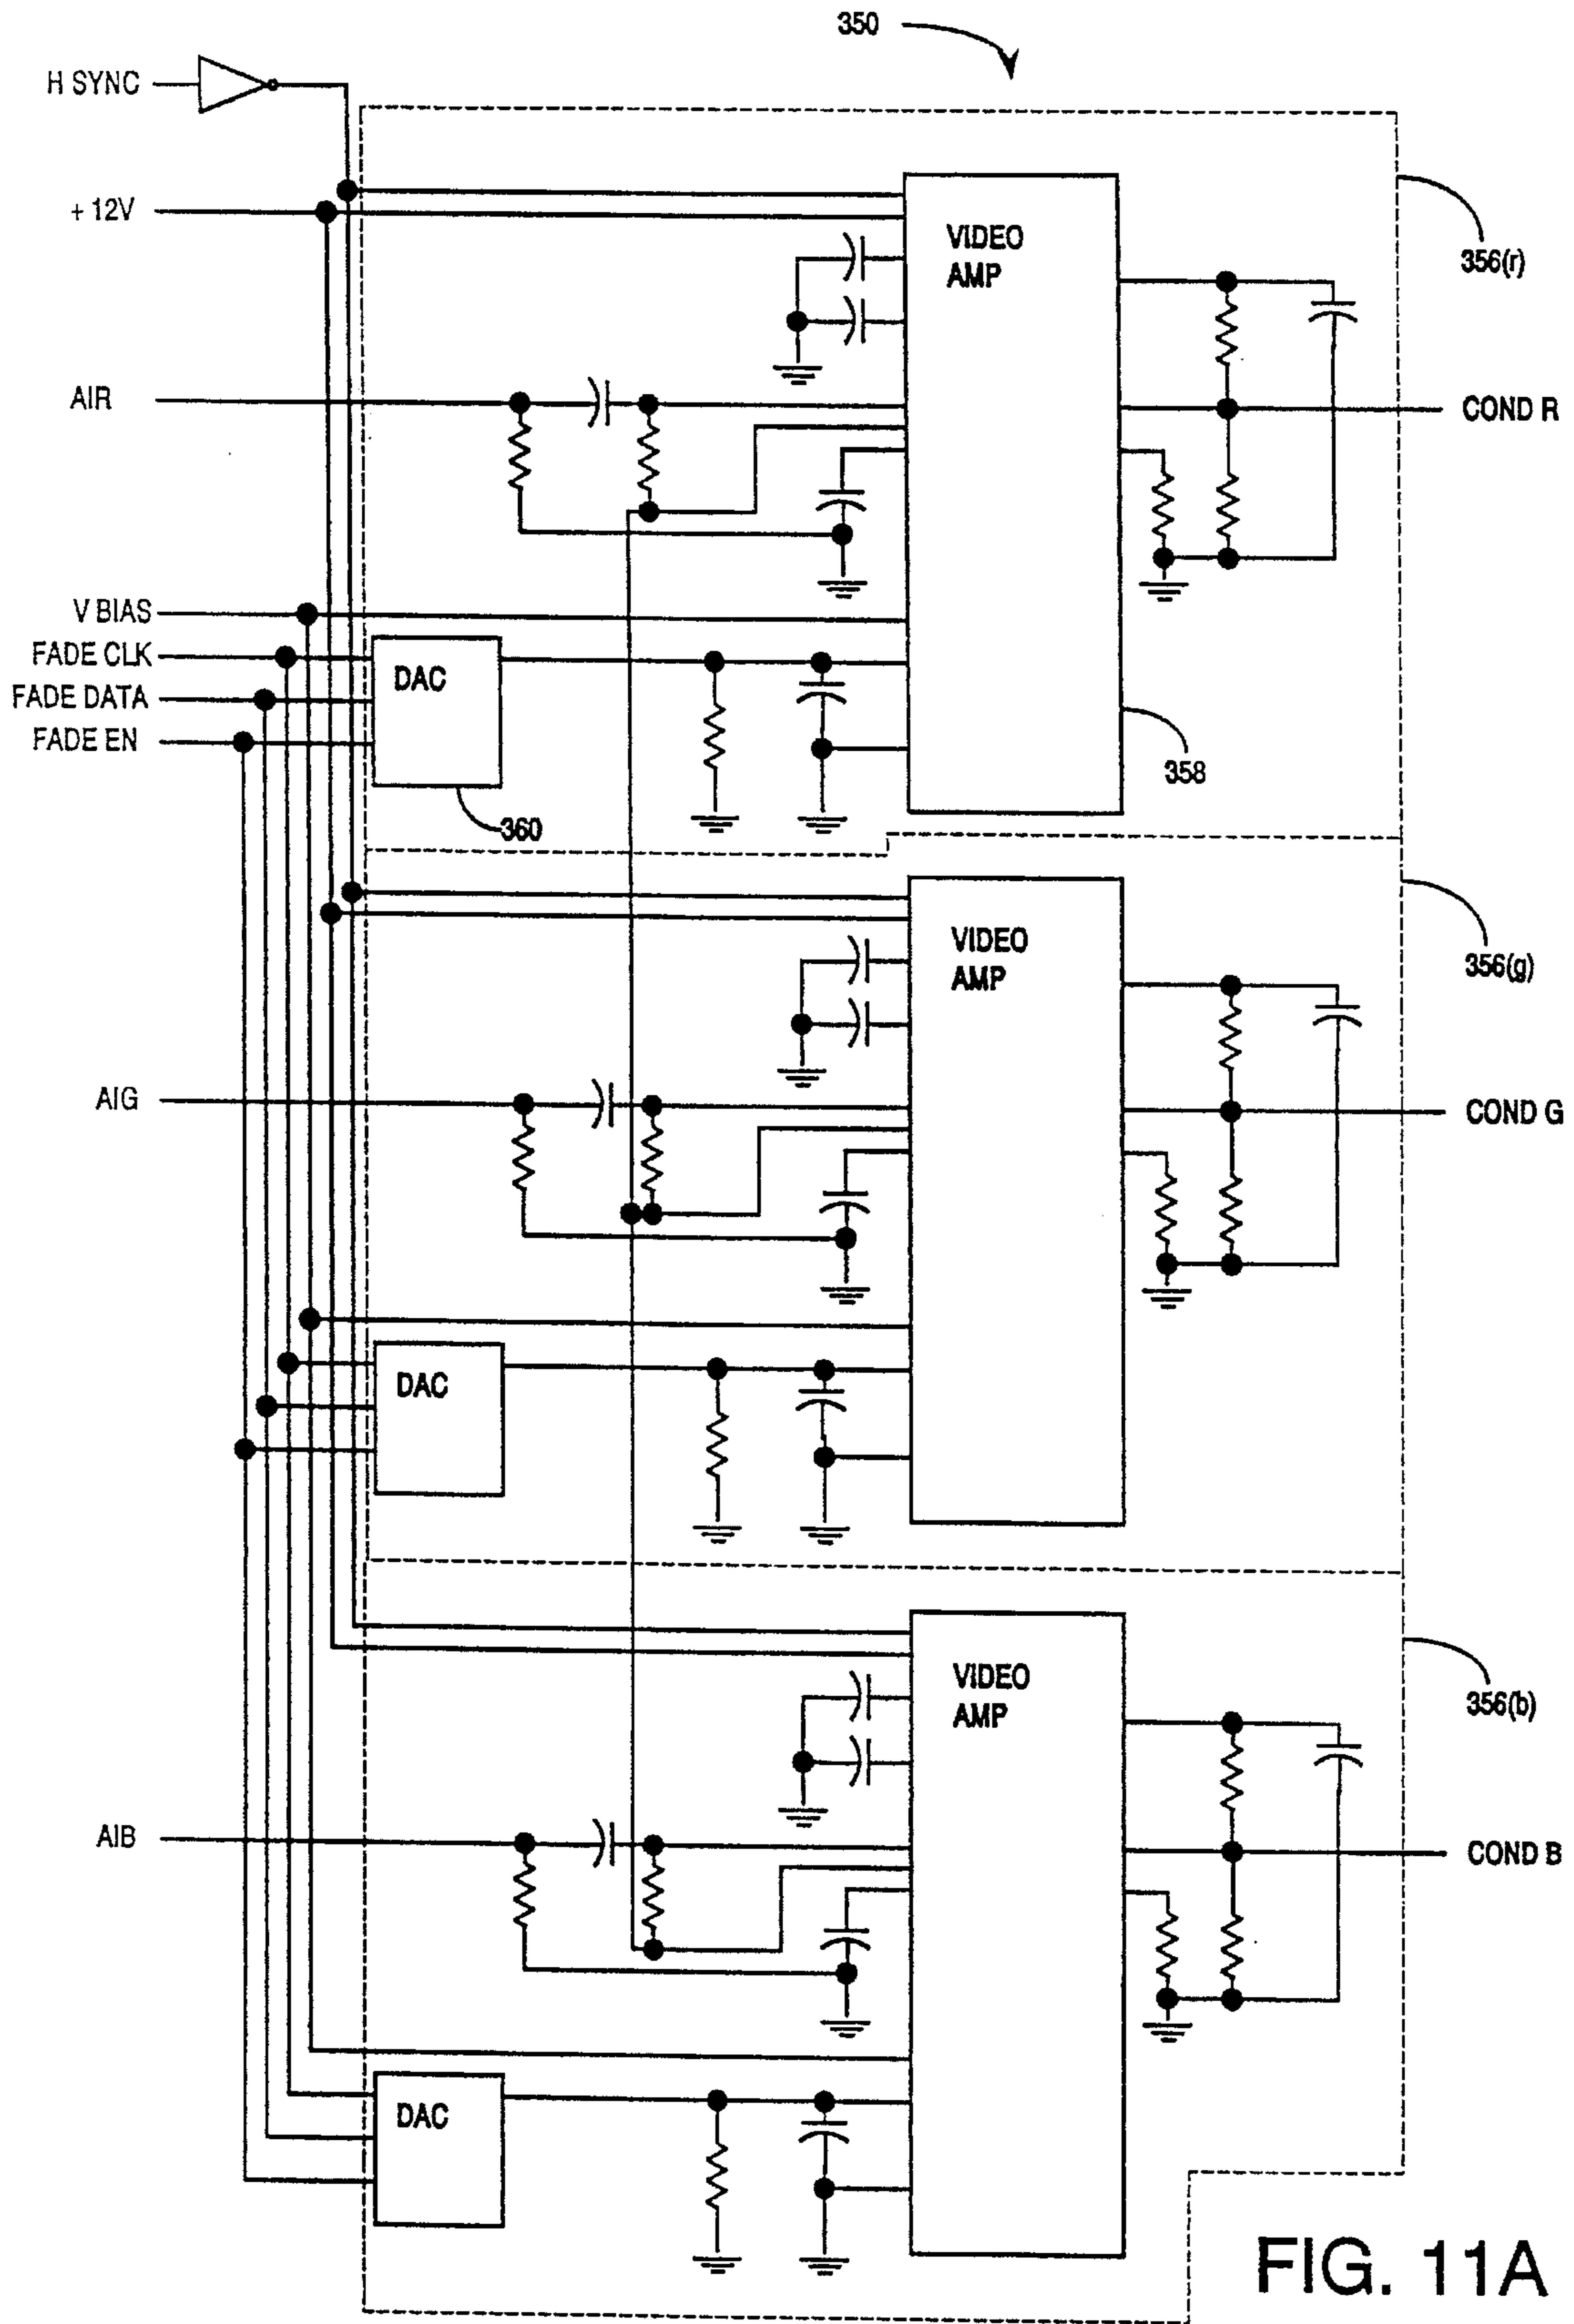 350
H SYNC
+ 12V
VIDEO
AMP
356(r)
AIR
COND R
V BIAS
FADE CLK
FADE DATA
FADE EN
DAC
358
360
VIDEO
AMP
356(g)
AIG
COND G
DAC
VIDEO
AMP
356(b)
AIB
COND B
DAC
FIG. 11A